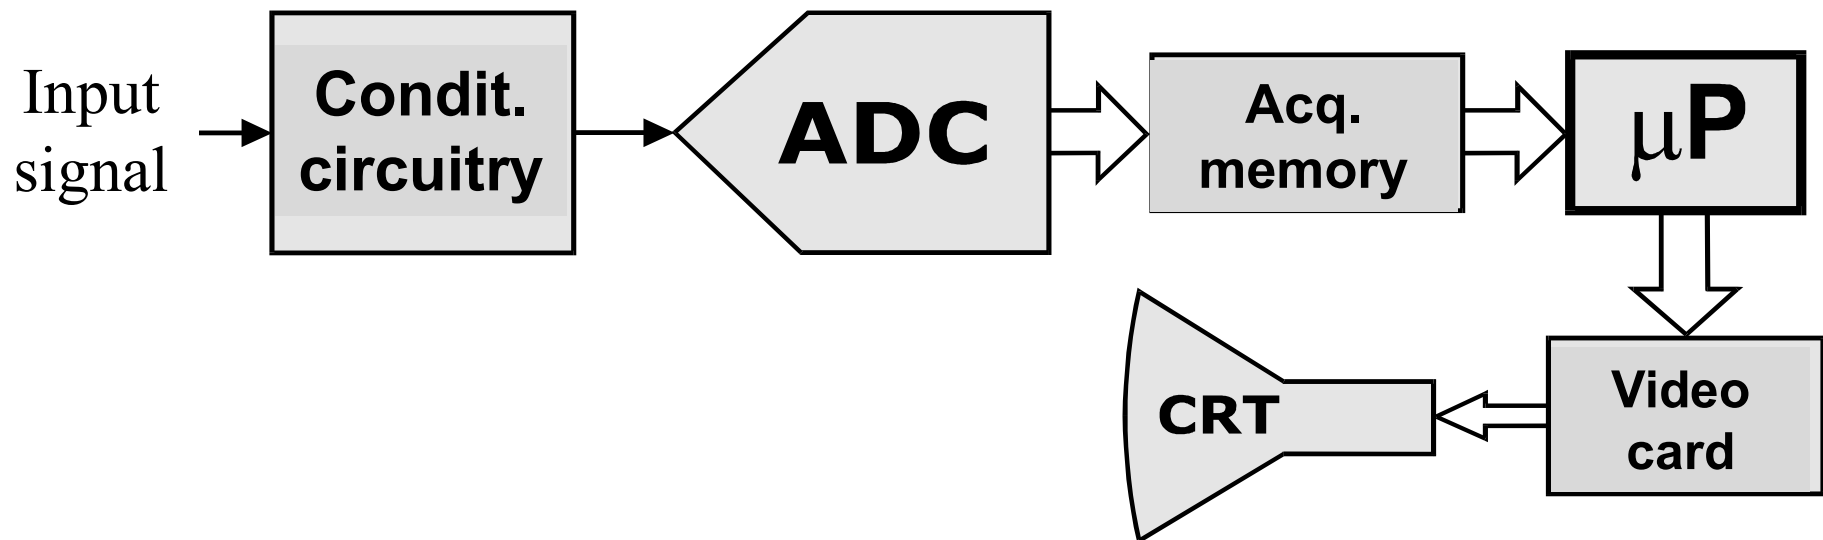 Input
signal
Condit.
circuitry
ADC
Acq.
memory
μP
CRT
Video
card